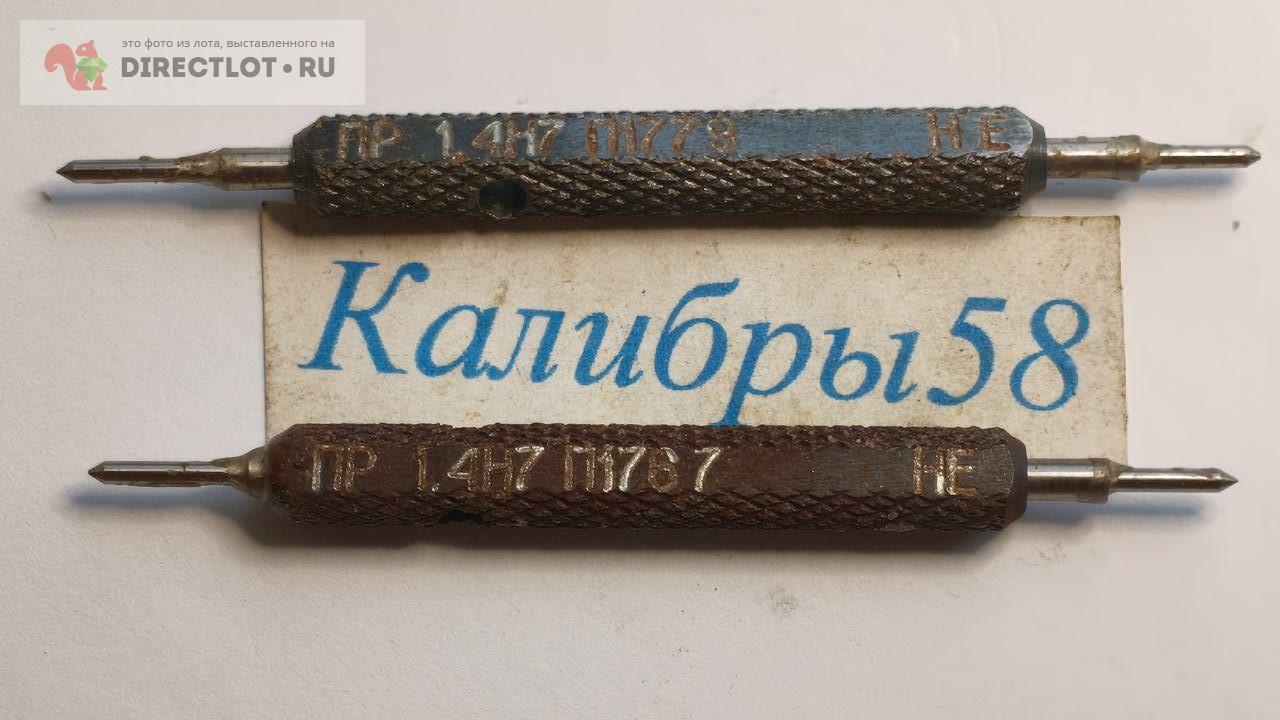 это фото из лота, выставленного на
DIRECTLOT•RU
ПР 1.4Н7 П1779 НЕ
Калибры58
ПР 1.4Н7 П1767 НЕ